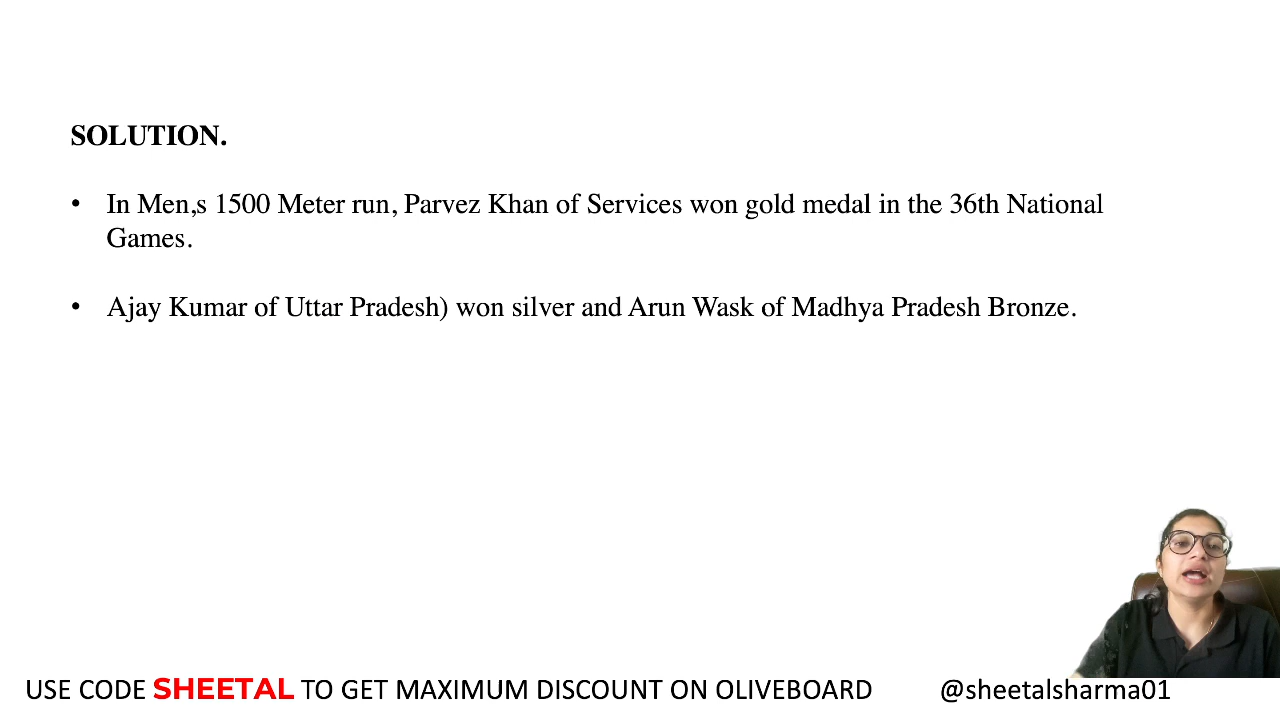 SOLUTION.
• In Men,s 1500 Meter run, Parvez Khan of Services won gold medal in the 36th National
Games.
• Ajay Kumar of Uttar Pradesh) won silver and Arun Wask of Madhya Pradesh Bronze.
USE CODE SHEETAL TO GET MAXIMUM DISCOUNT ON OLIVEBOARD @sheetalsharma01